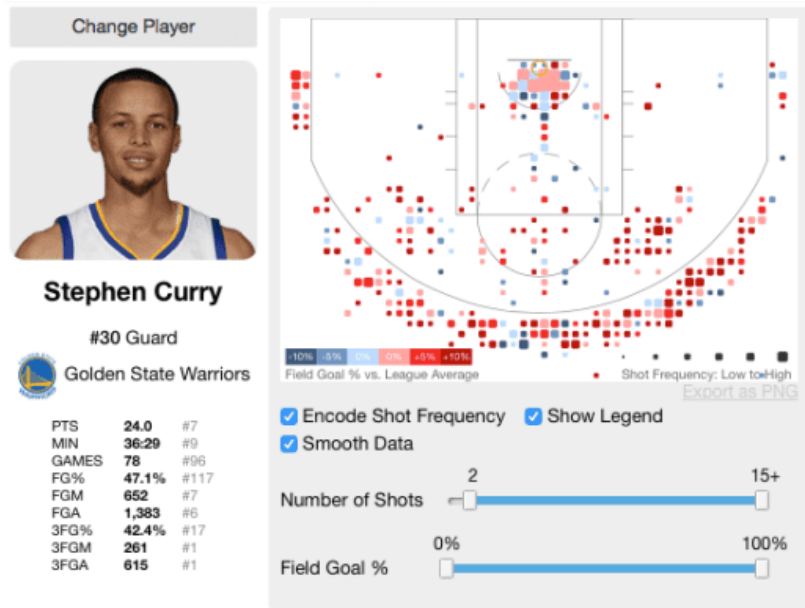 Change Player
Stephen Curry
#30 Guard
Golden State Warriors
PTS 24.0 #7
MIN 36:29 #9
GAMES 78 #96
FG% 47.1% #117
FGM 652 #7
FGA 1,383 #6
3FG% 42.4% #17
3FGM 261 #1
3FGA 615 #1
-10% -5% 0% 0% +5% +10%
Field Goal % vs. League Average
Shot Frequency: Low to High
Export as PNG
Encode Shot Frequency
Show Legend
Smooth Data
2 15+
Number of Shots
0% 100%
Field Goal %